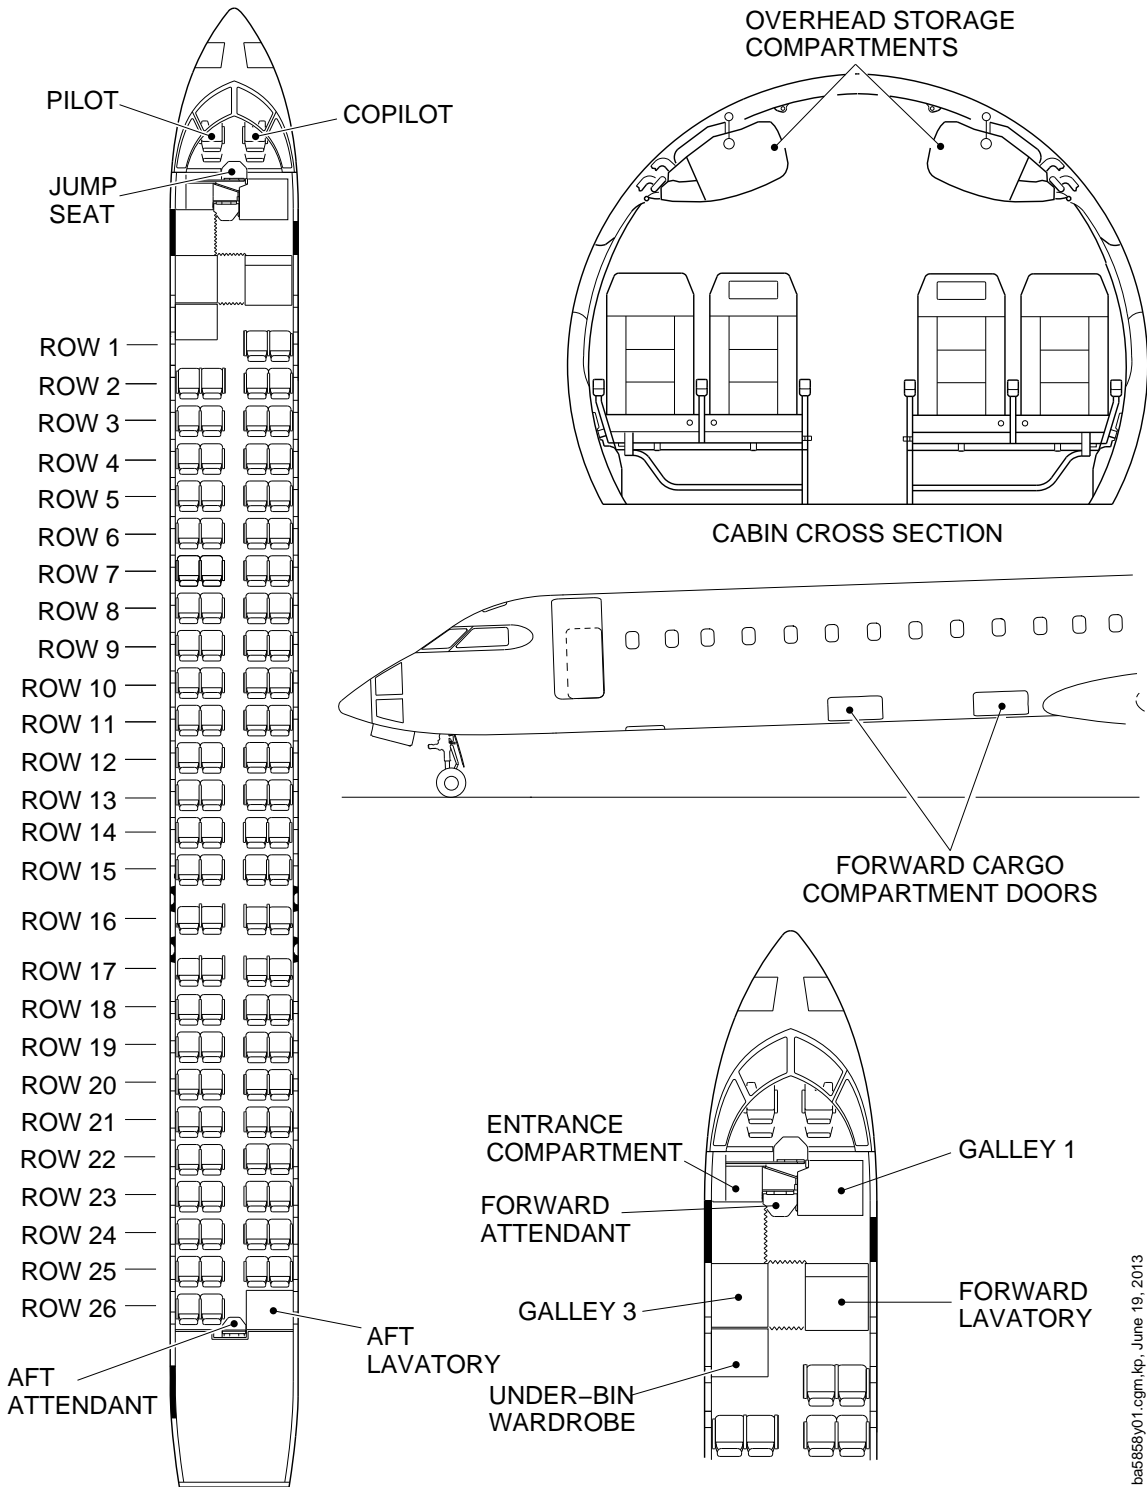 OVERHEAD STORAGE
COMPARTMENTS
PILOT
COPILOT
JUMP
SEAT
ROW 1
ROW 2
ROW 3
ROW 4
ROW 5
ROW 6
ROW 7
ROW 8
ROW 9
ROW 10
ROW 11
ROW 12
ROW 13
ROW 14
ROW 15
ROW 16
ROW 17
ROW 18
ROW 19
ROW 20
ROW 21
ROW 22
ROW 23
ROW 24
ROW 25
ROW 26
AFT
ATTENDANT
AFT
LAVATORY
CABIN CROSS SECTION
FORWARD CARGO
COMPARTMENT DOORS
ENTRANCE
COMPARTMENT
GALLEY 1
FORWARD
ATTENDANT
GALLEY 3
FORWARD
LAVATORY
UNDER−BIN
WARDROBE
ba5858y01.cgm,kp, June 19, 2013